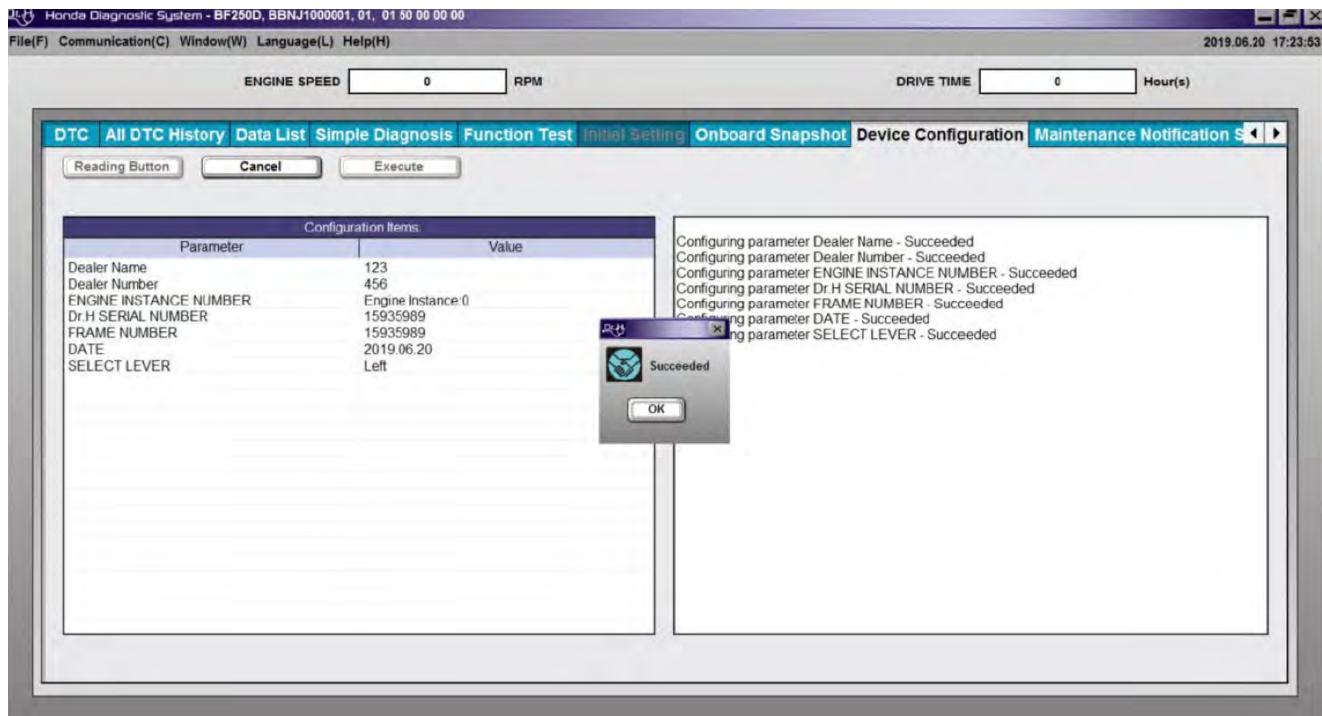 Honda Diagnostic System - BF250D, BBNJ1000001, 01, 01 50 00 00 00
File(F) Communication(C) Window(W) Language(L) Help(H) 2019.06.20 17:23:53
ENGINE SPEED 0 RPM DRIVE TIME 0 Hour(s)
DTC All DTC History Data List Simple Diagnosis Function Test Initial Setting Onboard Snapshot Device Configuration Maintenance Notification S
Reading Button Cancel Execute
Configuration Items
Parameter Value
Dealer Name 123
Dealer Number 456
ENGINE INSTANCE NUMBER Engine Instance:0
Dr.H SERIAL NUMBER 15935989
FRAME NUMBER 15935989
DATE 2019.06.20
SELECT LEVER Left
Configuring parameter Dealer Name - Succeeded
Configuring parameter Dealer Number - Succeeded
Configuring parameter ENGINE INSTANCE NUMBER - Succeeded
Configuring parameter Dr.H SERIAL NUMBER - Succeeded
Configuring parameter FRAME NUMBER - Succeeded
Configuring parameter DATE - Succeeded
ng parameter SELECT LEVER - Succeeded
Succeeded
OK